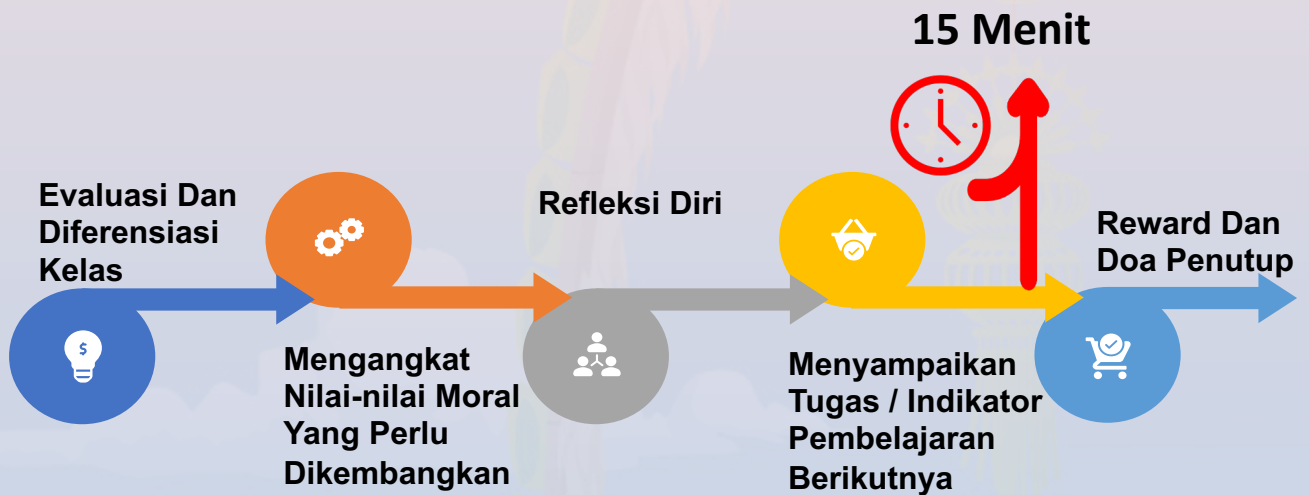 15 Menit
Evaluasi Dan
Diferensiasi
Kelas
Mengangkat
Nilai-nilai Moral
Yang Perlu
Dikembangkan
Refleksi Diri
Menyampaikan
Tugas / Indikator
Pembelajaran
Berikutnya
Reward Dan
Doa Penutup
$